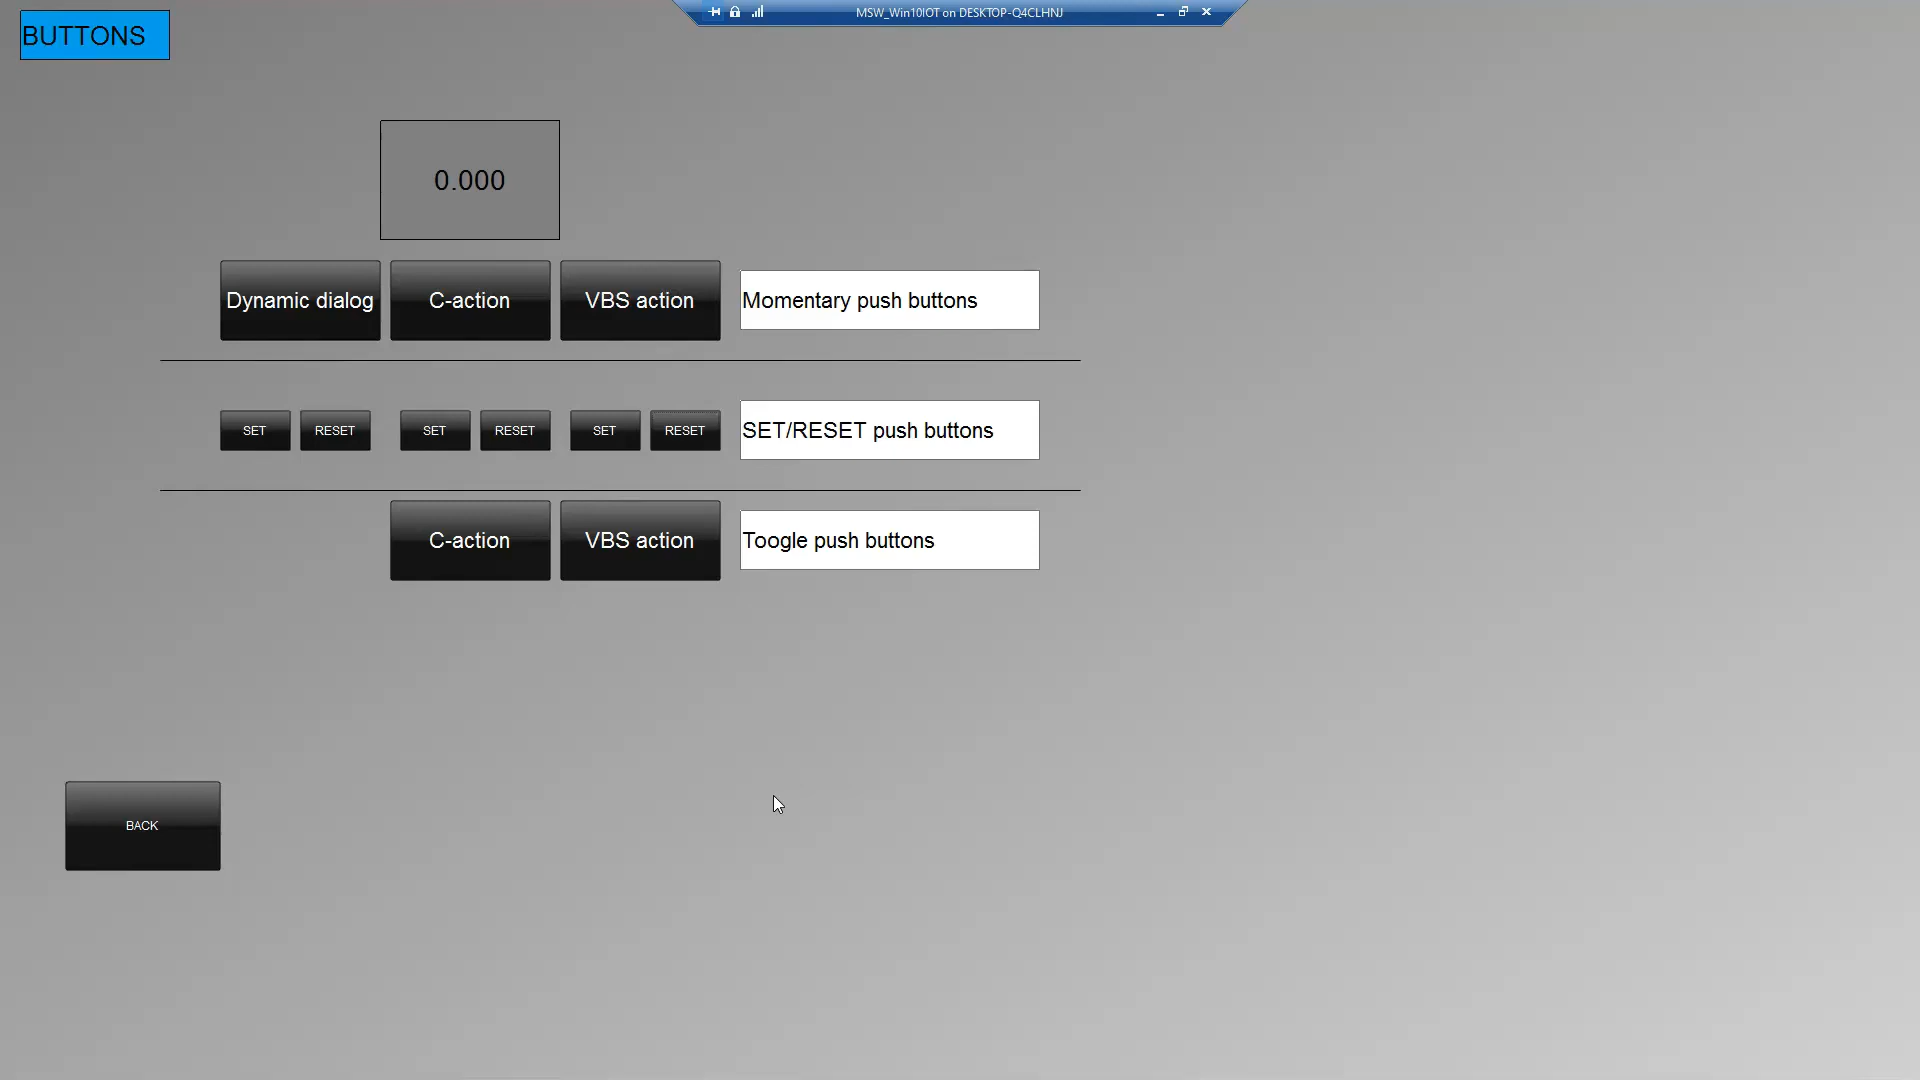 MSW_Win10IOT on DESKTOP-Q4CLHNJ
BUTTONS
0.000
Dynamic dialog C-action VBS action Momentary push buttons
SET RESET SET RESET SET RESET SET/RESET push buttons
C-action VBS action Toogle push buttons
BACK